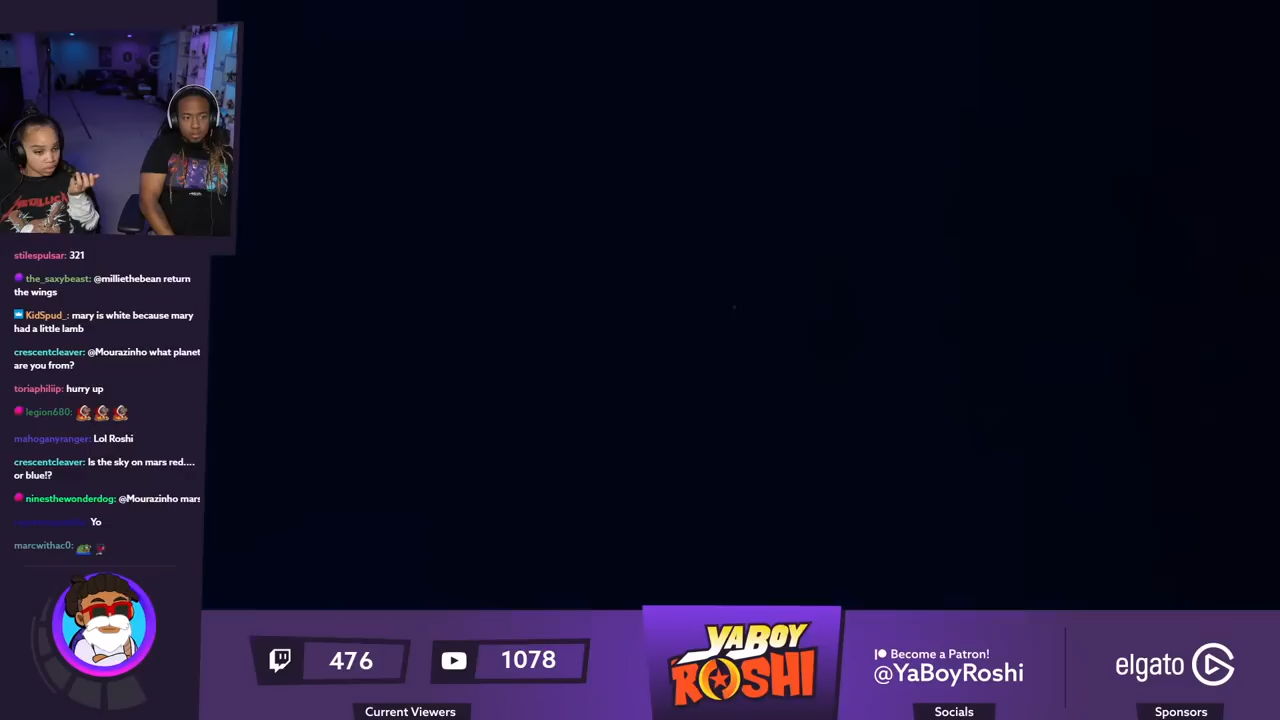 stilespulsar: 321
the_saxybeast: @milliethebean return
the wings
KidSpud_: mary is white because mary
had a little lamb
crescentcleaver: @Mourazinho what planet
are you from?
toriaphiliip: hurry up
legion680:
mahoganyranger: Lol Roshi
crescentcleaver: Is the sky on mars red....
or blue!?
ninesthewonderdog: @Mourazinho mars
Yo
marcwithac0:
476
1078
Current Viewers
YABOY
ROSHI
Become a Patron!
@YaBoyRoshi
Socials
elgato
Sponsors